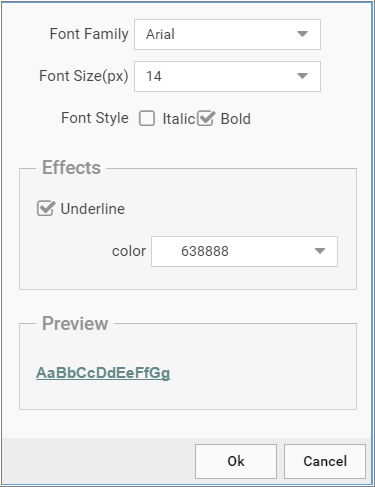 Font Family Arial
Font Size(px) 14
Font Style Italic Bold
Effects
Underline
color 638888
Preview
AaBbCcDdEeFfGg
Ok Cancel